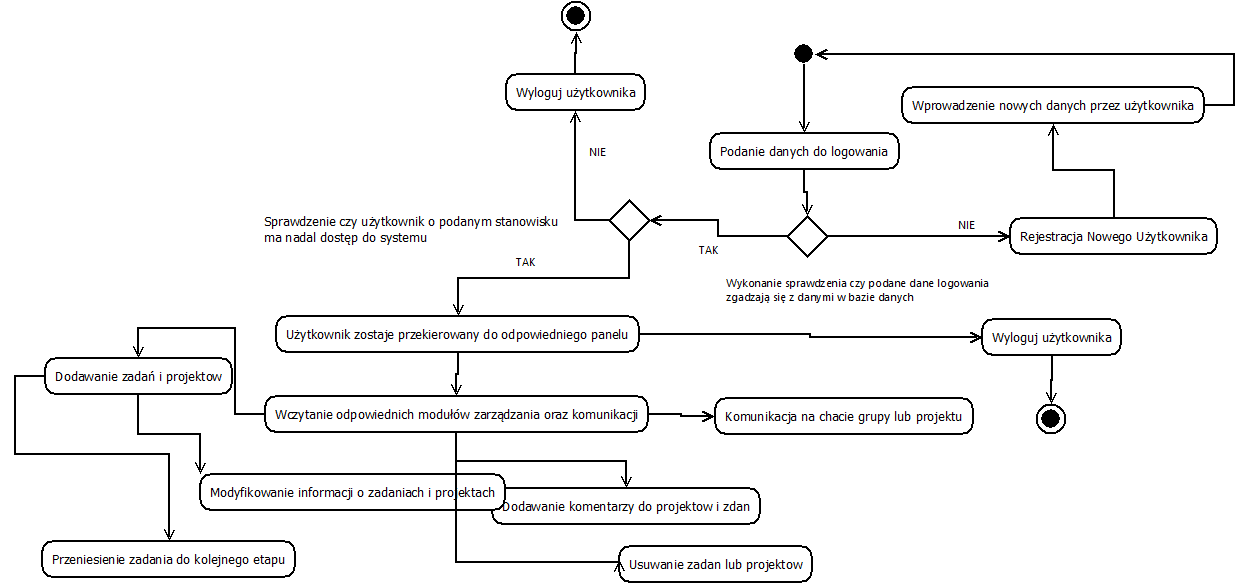 Wyloguj użytkownika
Wprowadzenie nowych danych przez użytkownika
Podanie danych do logowania
NIE
Sprawdzenie czy użytkownik o podanym stanowisku
ma nadal dostęp do systemu
NIE
Rejestracja Nowego Użytkownika
TAK
TAK
Wykonanie sprawdzenia czy podane dane logowania
zgadzają się z danymi w bazie danych
Użytkownik zostaje przekierowany do odpowiedniego panelu
Wyloguj użytkownika
Dodawanie zadań i projektow
Wczytanie odpowiednich modułów zarządzania oraz komunikacji
Komunikacja na chacie grupy lub projektu
Modyfikowanie informacji o zadaniach i projektach
Dodawanie komentarzy do projektow i zdan
Przeniesienie zadania do kolejnego etapu
Usuwanie zadan lub projektow